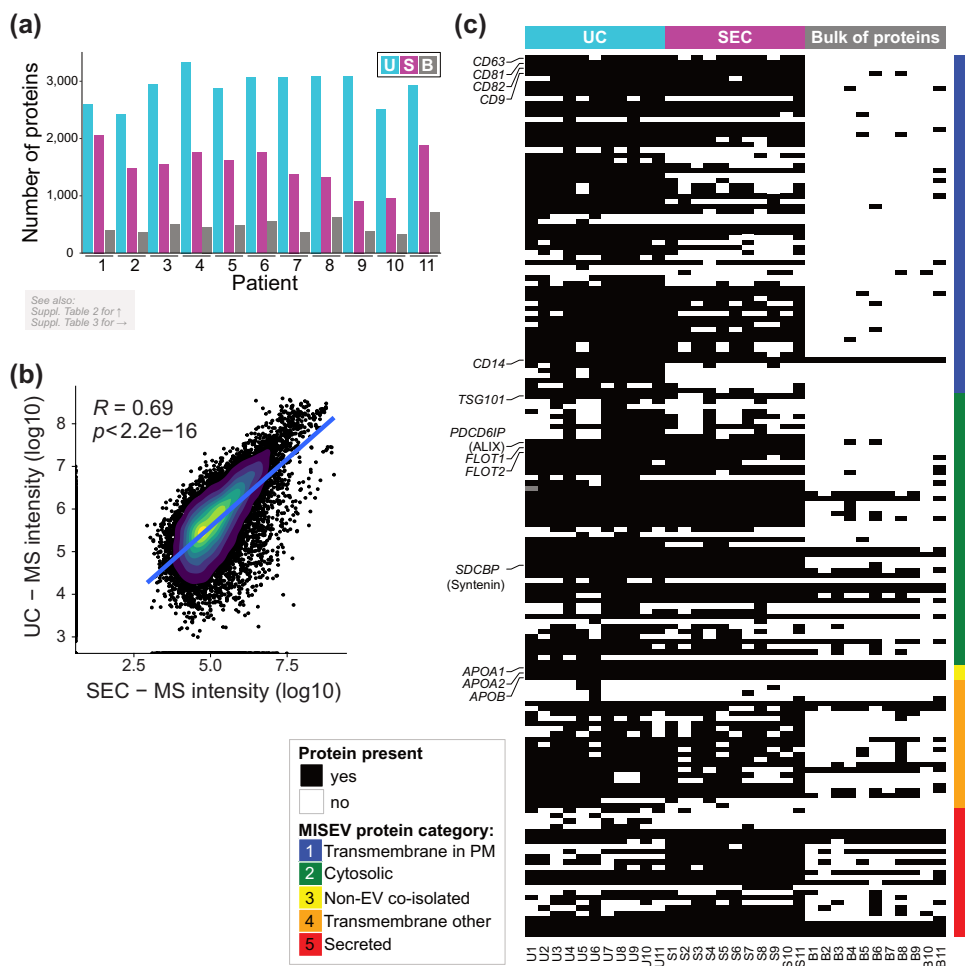 (a)
U S B
Number of proteins
3,000
2,000
1,000
0
1 2 3 4 5 6 7 8 9 10 11
Patient
See also:
Suppl. Table 2 for ↑
Suppl. Table 3 for →
(b)
R = 0.69
p<2.2e−16
UC − MS intensity (log10)
8
7
6
5
4
3
2.5 5.0 7.5
SEC − MS intensity (log10)
Protein present
yes
no
MISEV protein category:
1 Transmembrane in PM
2 Cytosolic
3 Non-EV co-isolated
4 Transmembrane other
5 Secreted
(c)
UC SEC Bulk of proteins
CD63
CD81
CD82
CD9
CD14
TSG101
PDCD6IP
(ALIX)
FLOT1
FLOT2
SDCBP
(Syntenin)
APOA1
APOA2
APOB
U1 U2 U3 U4 U5 U6 U7 U8 U9 U10 U11 S1 S2 S3 S4 S5 S6 S7 S8 S9 S10 S11 B1 B2 B3 B4 B5 B6 B7 B8 B9 B10 B11